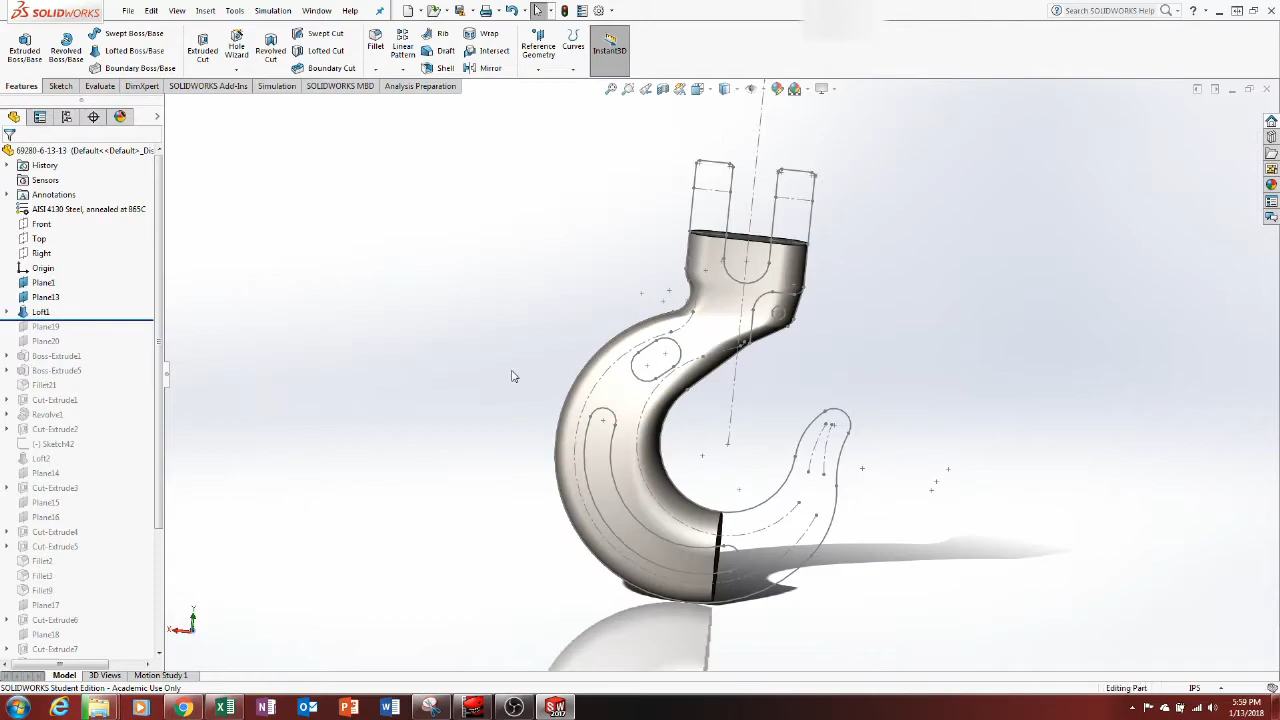 SOLIDWORKS File Edit View Insert Tools Simulation Window Help Search SOLIDWORKS Help
Extruded Boss/Base
Revolved Boss/Base
Swept Boss/Base
Lofted Boss/Base
Boundary Boss/Base
Extruded Cut
Hole Wizard
Revolved Cut
Swept Cut
Lofted Cut
Boundary Cut
Fillet
Linear Pattern
Rib
Draft
Shell
Wrap
Intersect
Mirror
Reference Geometry
Curves
Instant3D
Features Sketch Evaluate DimXpert SOLIDWORKS Add-Ins Simulation SOLIDWORKS MBD Analysis Preparation
69280-6-13-13 (Default<<Default>_Dis
History
Sensors
Annotations
AISI 4130 Steel, annealed at 865C
Front
Top
Right
Origin
Plane1
Plane13
Loft1
Plane19
Plane20
Boss-Extrude1
Boss-Extrude5
Fillet21
Cut-Extrude1
Revolve1
Cut-Extrude2
(-) Sketch42
Loft2
Plane14
Cut-Extrude3
Plane15
Plane16
Cut-Extrude4
Cut-Extrude5
Fillet2
Fillet3
Fillet9
Plane17
Cut-Extrude6
Plane18
Cut-Extrude7
Y
X
Model 3D Views Motion Study 1
SOLIDWORKS Student Edition - Academic Use Only Editing Part IPS
5:59 PM
1/13/2018